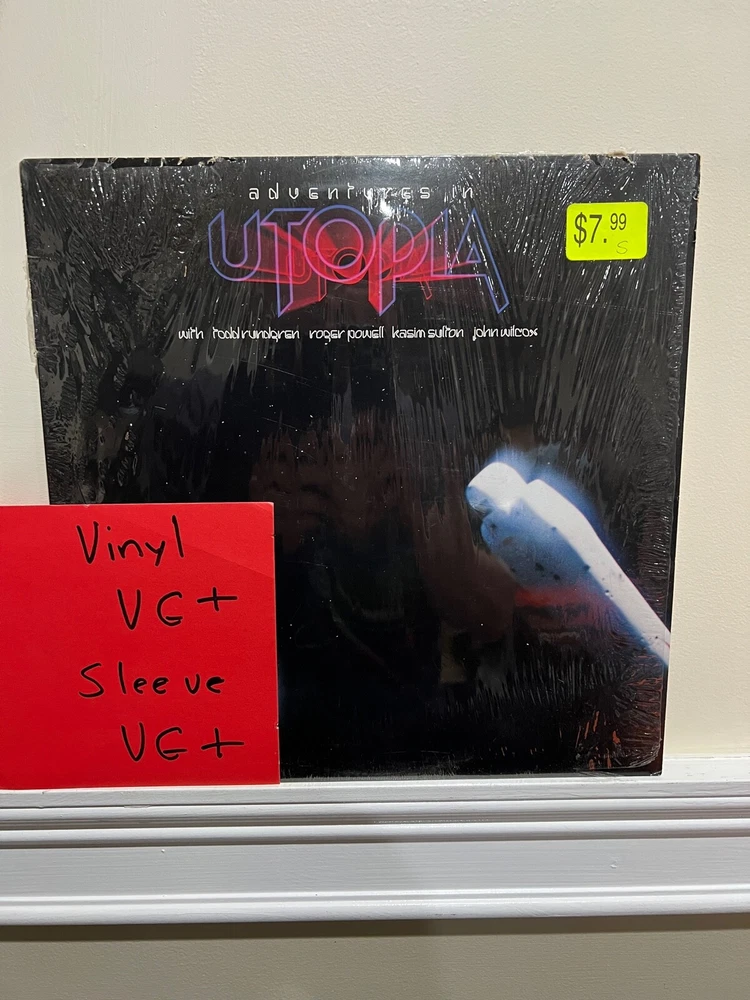 adventures in
UTOPIA
$7.99
S
with todd rundgren roger powell kasim sulton john wilcox
Vinyl
VG+
Sleeve
VG+